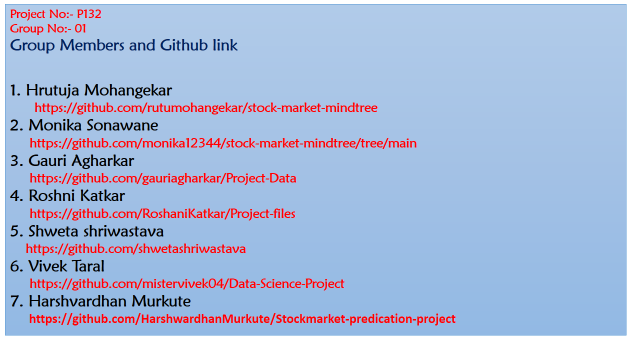 Project No:- P132
Group No:- 01
Group Members and Github link
1. Hrutuja Mohangekar
https://github.com/rutumohangekar/stock-market-mindtree
2. Monika Sonawane
https://github.com/monika12344/stock-market-mindtree/tree/main
3. Gauri Agharkar
https://github.com/gauriagharkar/Project-Data
4. Roshni Katkar
https://github.com/RoshaniKatkar/Project-files
5. Shweta shriwastava
https://github.com/shwetashriwastava
6. Vivek Taral
https://github.com/mistervivek04/Data-Science-Project
7. Harshvardhan Murkute
https://github.com/HarshwardhanMurkute/Stockmarket-predication-project